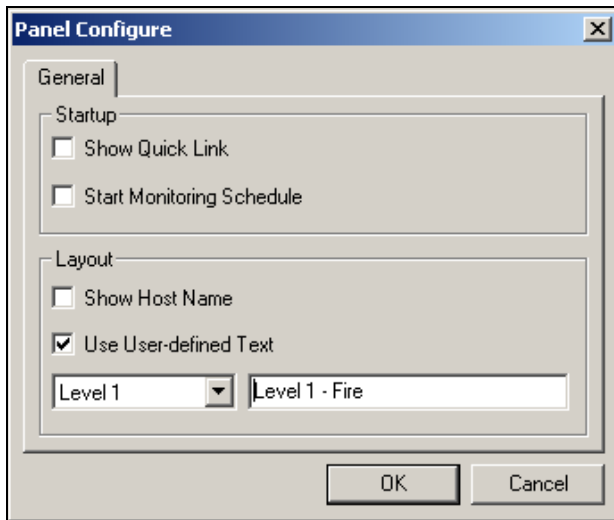 Panel Configure
General
Startup
Show Quick Link
Start Monitoring Schedule
Layout
Show Host Name
Use User-defined Text
Level 1 Level 1 - Fire
OK Cancel